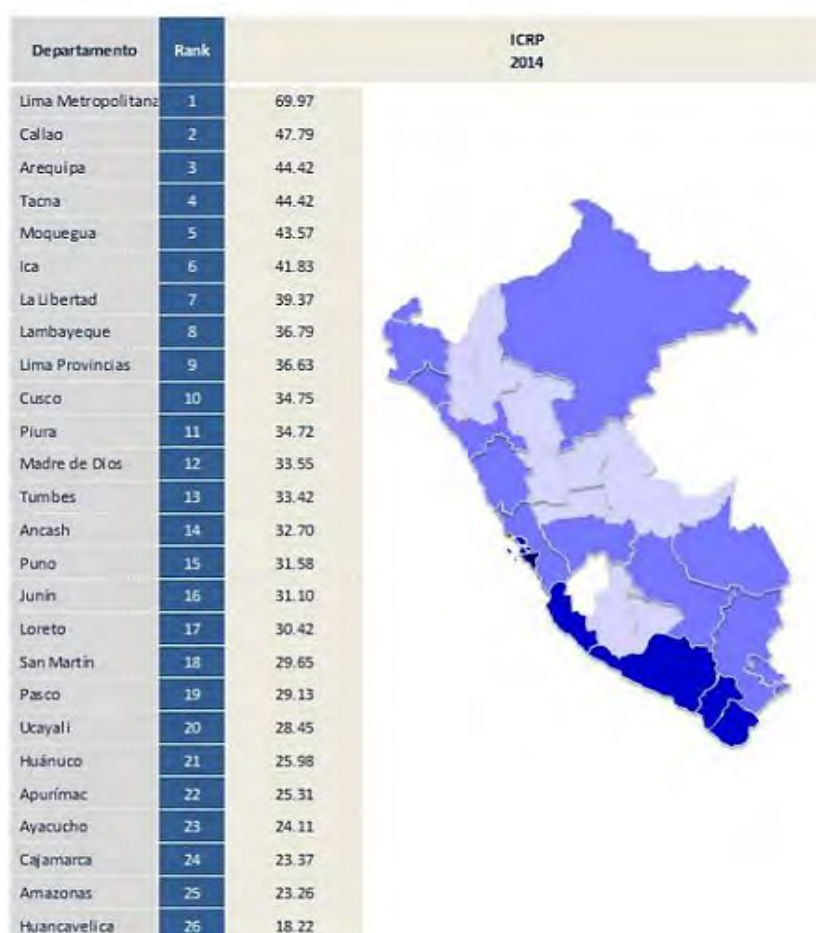 Departamento Rank ICRP
2014
Lima Metropolitana 1 69.97
Callao 2 47.79
Arequipa 3 44.42
Tacna 4 44.42
Moquegua 5 43.57
Ica 6 41.83
La Libertad 7 39.37
Lambayeque 8 36.79
Lima Provincias 9 36.63
Cusco 10 34.75
Piura 11 34.72
Madre de Dios 12 33.55
Tumbes 13 33.42
Ancash 14 32.70
Puno 15 31.58
Junín 16 31.10
Loreto 17 30.42
San Martín 18 29.65
Pasco 19 29.13
Ucayali 20 28.45
Huánuco 21 25.98
Apurímac 22 25.31
Ayacucho 23 24.11
Cajamarca 24 23.37
Amazonas 25 23.26
Huancavelica 26 18.22